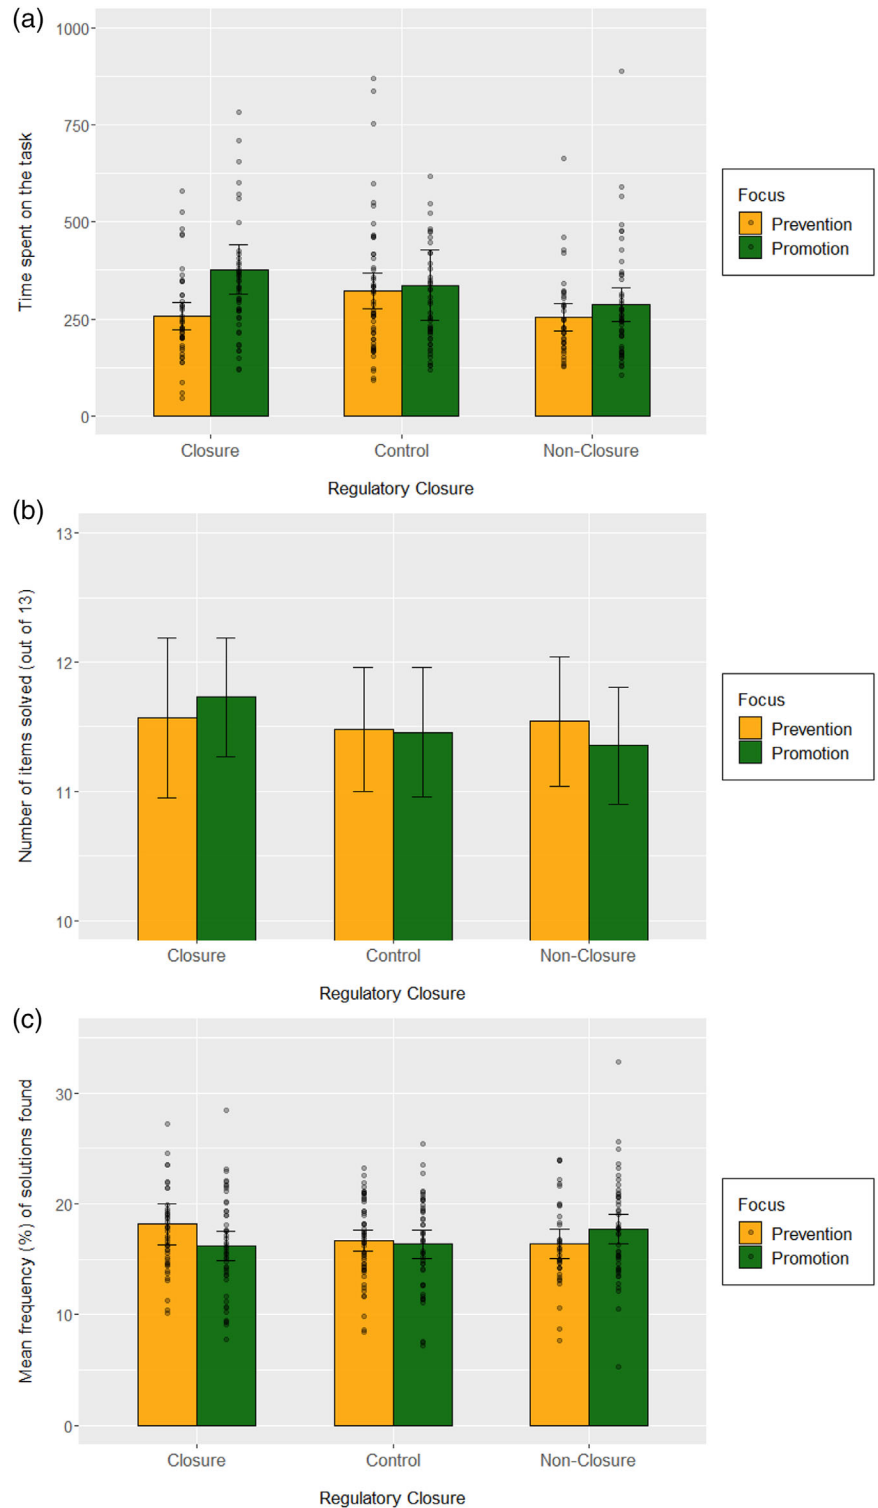 (a)
1000
750
500
250
0
Time spent on the task
Closure
Control
Non-Closure
Regulatory Closure
Focus
Prevention
Promotion
(b)
13
12
11
10
Number of items solved (out of 13)
Closure
Control
Non-Closure
Regulatory Closure
Focus
Prevention
Promotion
(c)
30
20
10
0
Mean frequency (%) of solutions found
Closure
Control
Non-Closure
Regulatory Closure
Focus
Prevention
Promotion